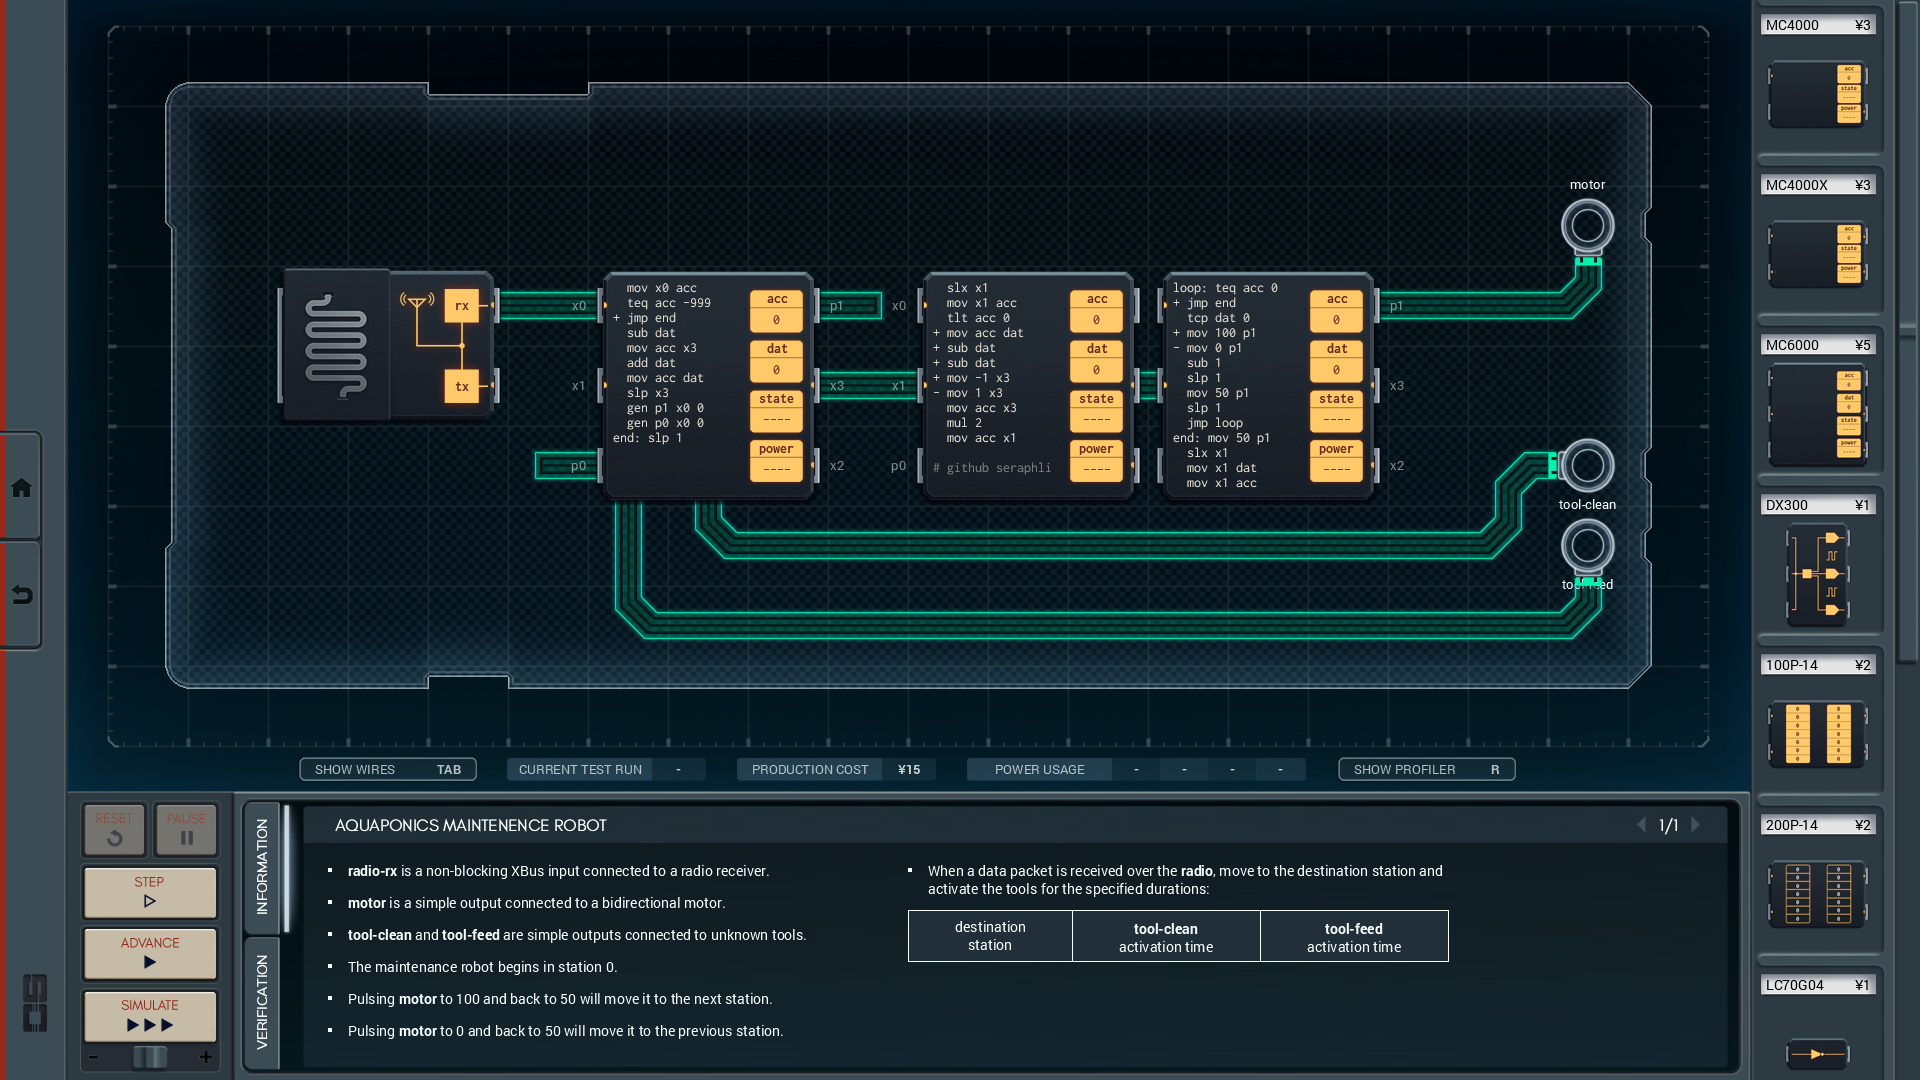 motor
rx
tx
x0
x1
p0
mov x0 acc
teq acc -999
+ jmp end
sub dat
mov acc x3
add dat
mov acc dat
slp x3
gen p1 x0 0
gen p0 x0 0
end: slp 1
acc
0
dat
0
state
----
power
----
p1
x3
x2
x0
x1
p0
slx x1
mov x1 acc
tlt acc 0
+ mov acc dat
+ sub dat
+ sub dat
+ mov -1 x3
- mov 1 x3
mov acc x3
mul 2
mov acc x1
# github seraphli
acc
0
dat
0
state
----
power
----
loop: teq acc 0
+ jmp end
tcp dat 0
+ mov 100 p1
- mov 0 p1
sub 1
slp 1
mov 50 p1
slp 1
jmp loop
end: mov 50 p1
slx x1
mov x1 dat
mov x1 acc
acc
0
dat
0
state
----
power
----
p1
x3
x2
tool-clean
SHOW WIRES TAB
CURRENT TEST RUN -
PRODUCTION COST ¥15
POWER USAGE - - - -
SHOW PROFILER R
RESET
PAUSE
STEP
ADVANCE
SIMULATE
- +
INFORMATION
VERIFICATION
AQUAPONICS MAINTENENCE ROBOT
1/1
radio-rx is a non-blocking XBus input connected to a radio receiver.
motor is a simple output connected to a bidirectional motor.
tool-clean and tool-feed are simple outputs connected to unknown tools.
The maintenance robot begins in station 0.
Pulsing motor to 100 and back to 50 will move it to the next station.
Pulsing motor to 0 and back to 50 will move it to the previous station.
When a data packet is received over the radio, move to the destination station and
activate the tools for the specified durations:
destination
station
tool-clean
activation time
tool-feed
activation time
MC4000 ¥3
acc
0
state
----
power
----
MC4000X ¥3
acc
0
state
----
power
----
MC6000 ¥5
acc
0
dat
0
state
----
power
----
DX300 ¥1
100P-14 ¥2
200P-14 ¥2
LC70G04 ¥1